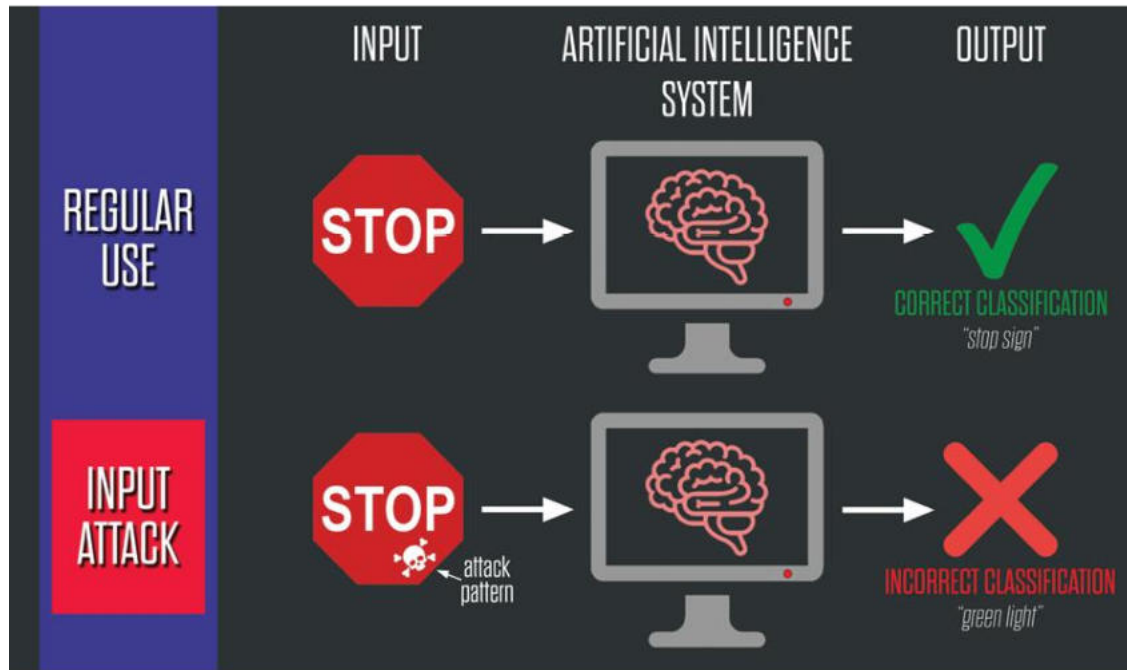 INPUT
ARTIFICIAL INTELLIGENCE
SYSTEM
OUTPUT
REGULAR
USE
STOP
CORRECT CLASSIFICATION
"stop sign"
INPUT
ATTACK
STOP
attack
pattern
INCORRECT CLASSIFICATION
"green light"